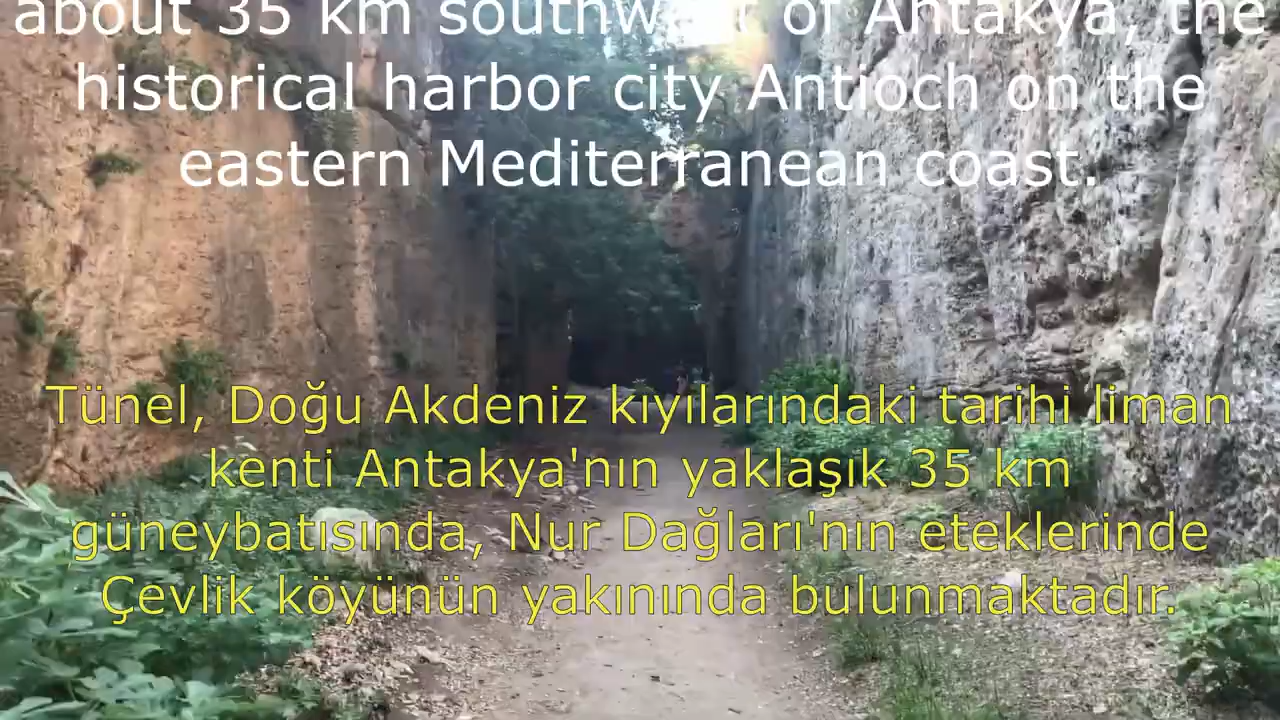 about 35 km southwest of Antakya, the
historical harbor city Antioch on the
eastern Mediterranean coast.
Tünel, Doğu Akdeniz kıyılarındaki tarihi liman
kenti Antakya'nın yaklaşık 35 km
güneybatısında, Nur Dağları'nın eteklerinde
Çevlik köyünün yakınında bulunmaktadır.